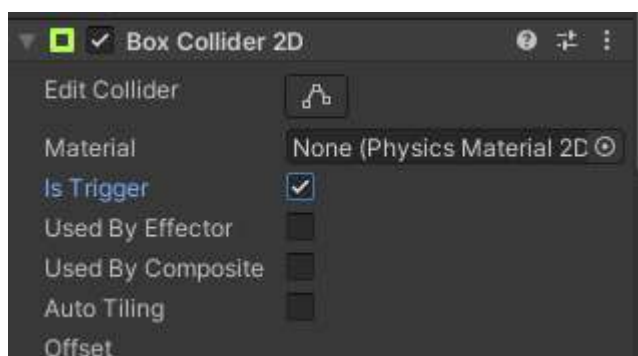 Box Collider 2D
Edit Collider
Material None (Physics Material 2D
Is Trigger
Used By Effector
Used By Composite
Auto Tiling
Offset